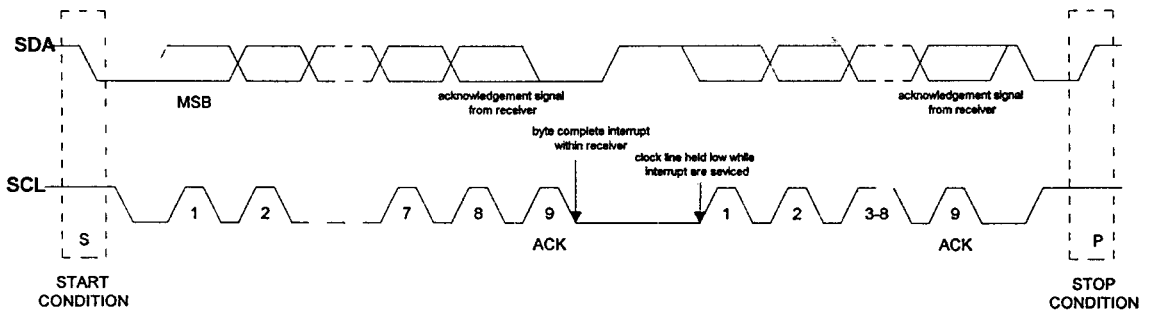 SDA
MSB
acknowledgement signal
from receiver
acknowledgement signal
from receiver
byte complete interrupt
within receiver
clock line held low while
interrupt are seviced
SCL
S
1
2
7
8
9
1
2
3-8
9
P
ACK
ACK
START
CONDITION
STOP
CONDITION